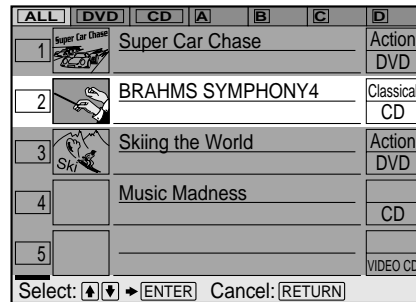 ALL DVD CD A B C D
1 Super Car Chase Super Car Chase Action
DVD
2 BRAHMS SYMPHONY4 Classical
CD
3 Ski Skiing the World Action
DVD
4 Music Madness
CD
5
VIDEO CD
Select: ENTER Cancel: RETURN